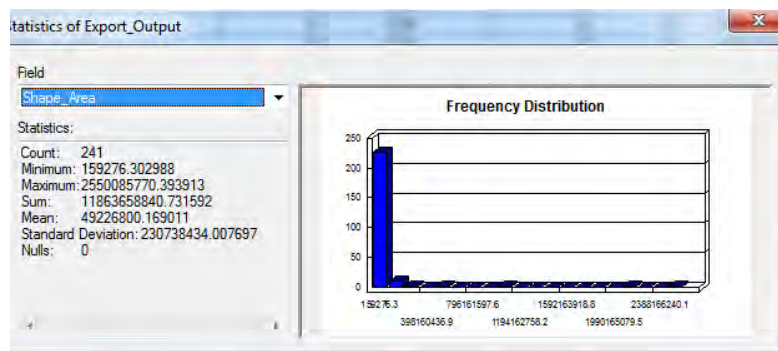 tatistics of Export_Output
x
Field
Shape_Area
Statistics:
Count: 241
Minimum: 159276.302988
Maximum: 2550085770.393913
Sum: 11863658840.731592
Mean: 49226800.169011
Standard Deviation: 230738434.007697
Nulls: 0
Frequency Distribution
250
200
150
100
50
0
159276.3 796161597.6 1592163918.8 2388166240.1
398160436.9 1194162758.2 1990165079.5